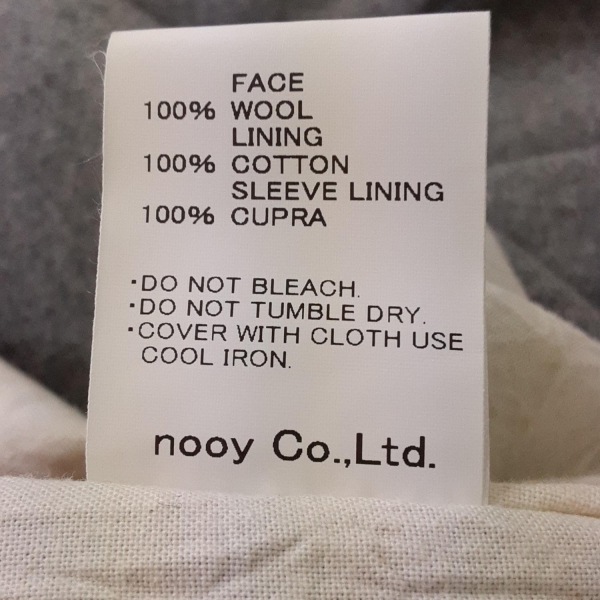 FACE
100% WOOL
LINING
100% COTTON
SLEEVE LINING
100% CUPRA
・DO NOT BLEACH.
・DO NOT TUMBLE DRY.
・COVER WITH CLOTH USE
COOL IRON.
nooy Co.,Ltd.